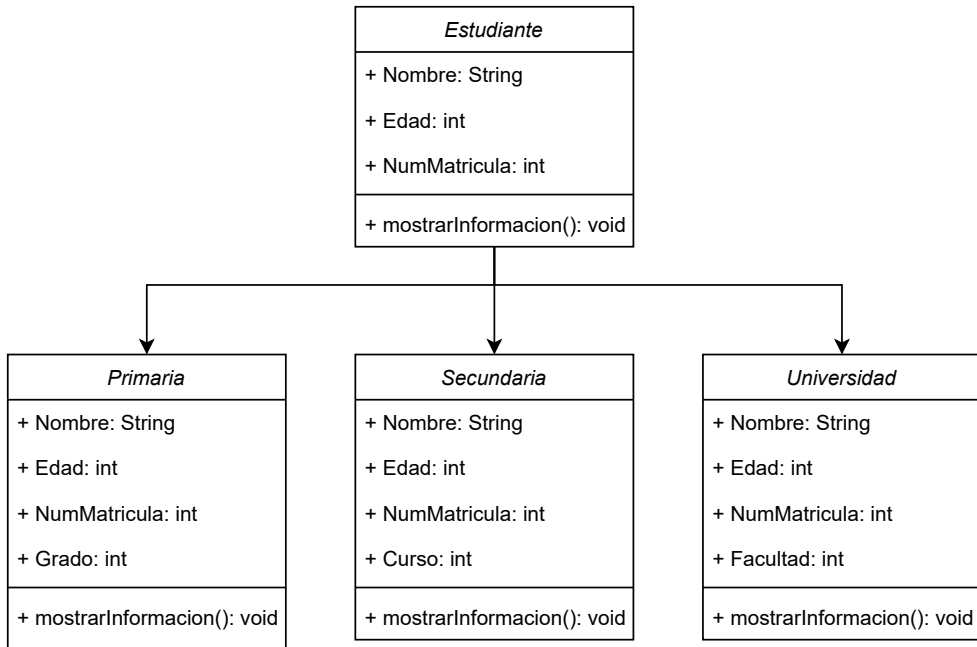 Estudiante
+ Nombre: String
+ Edad: int
+ NumMatricula: int
+ mostrarInformacion(): void
Primaria
+ Nombre: String
+ Edad: int
+ NumMatricula: int
+ Grado: int
+ mostrarInformacion(): void
Secundaria
+ Nombre: String
+ Edad: int
+ NumMatricula: int
+ Curso: int
+ mostrarInformacion(): void
Universidad
+ Nombre: String
+ Edad: int
+ NumMatricula: int
+ Facultad: int
+ mostrarInformacion(): void